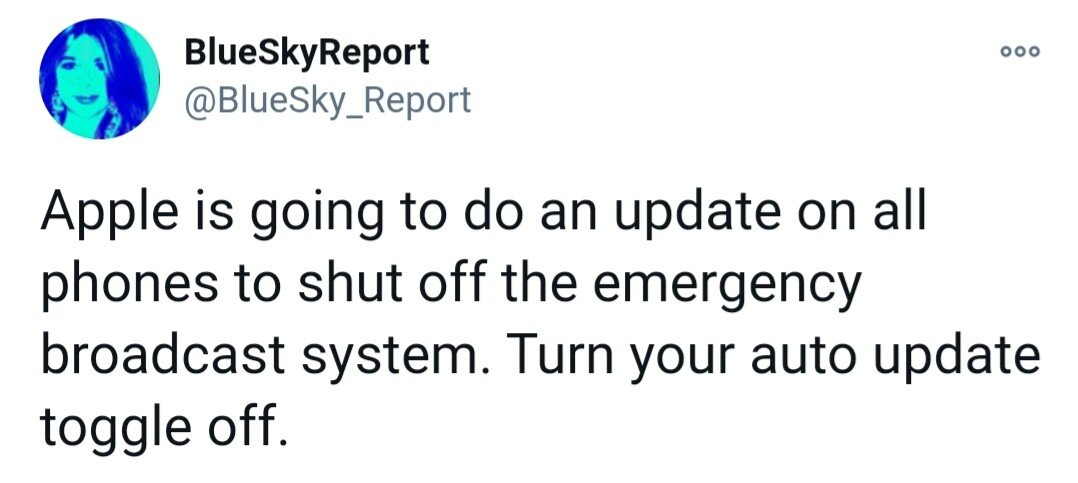 BlueSkyReport
@BlueSky_Report
Apple is going to do an update on all
phones to shut off the emergency
broadcast system. Turn your auto update
toggle off.